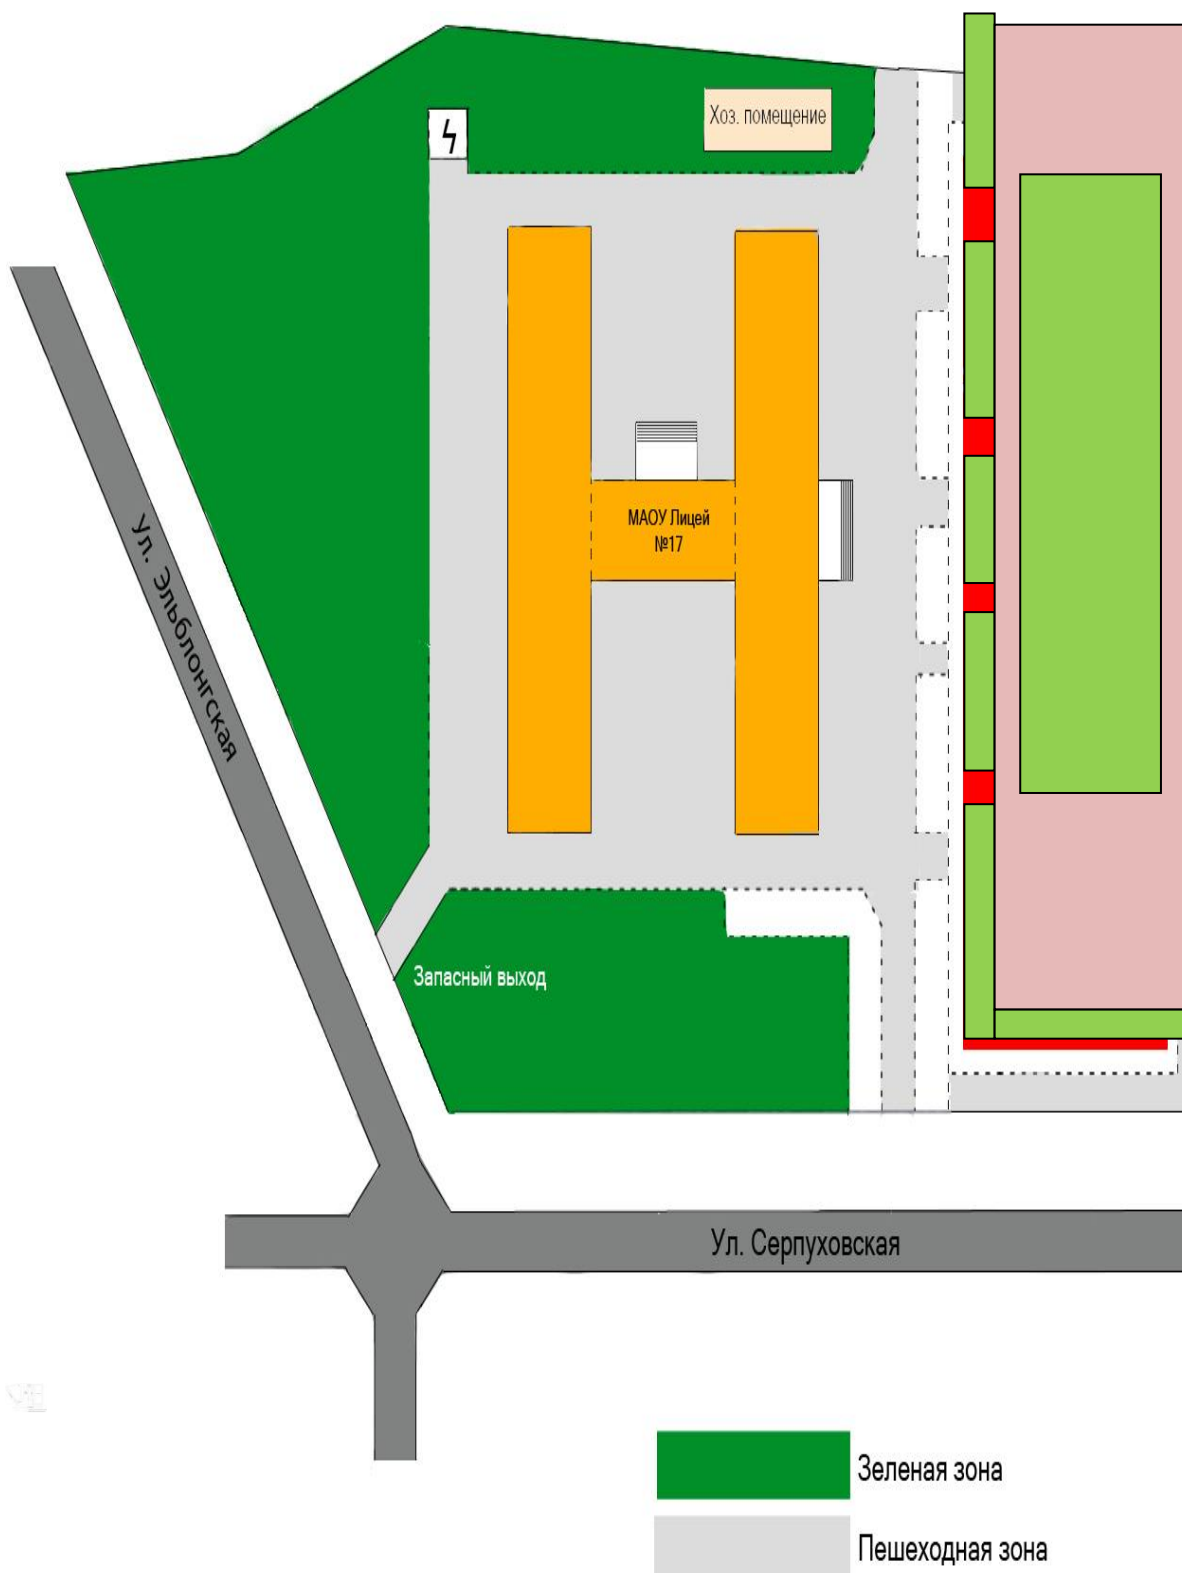 Хоз. помещение
МАОУ Лицей
№17
Ул. Эльблонгская
Запасный выход
Ул. Серпуховская
Зеленая зона
Пешеходная зона